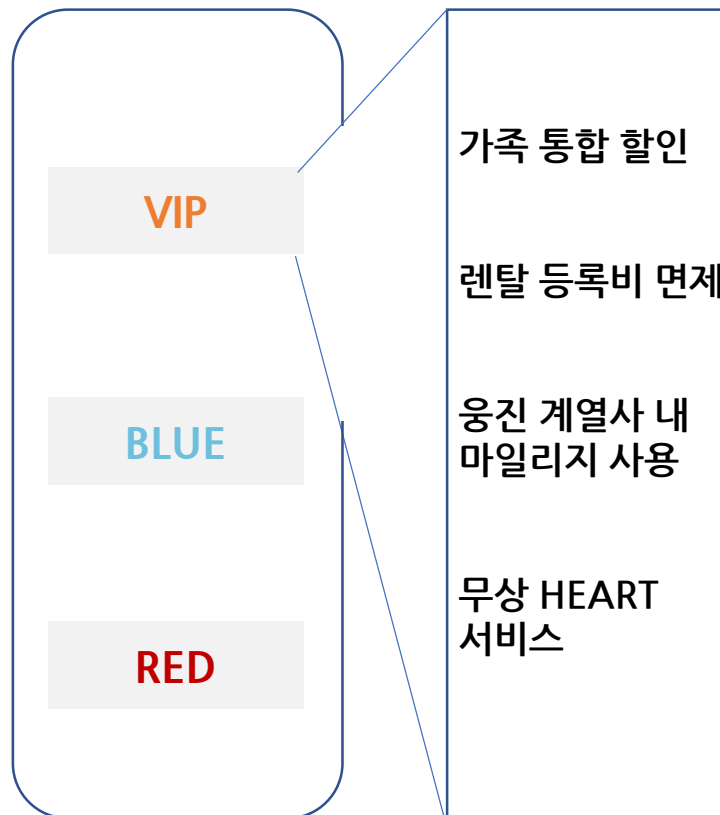 VIP
BLUE
RED
가족 통합 할인
렌탈 등록비 면제
웅진 계열사 내
마일리지 사용
무상 HEART
서비스